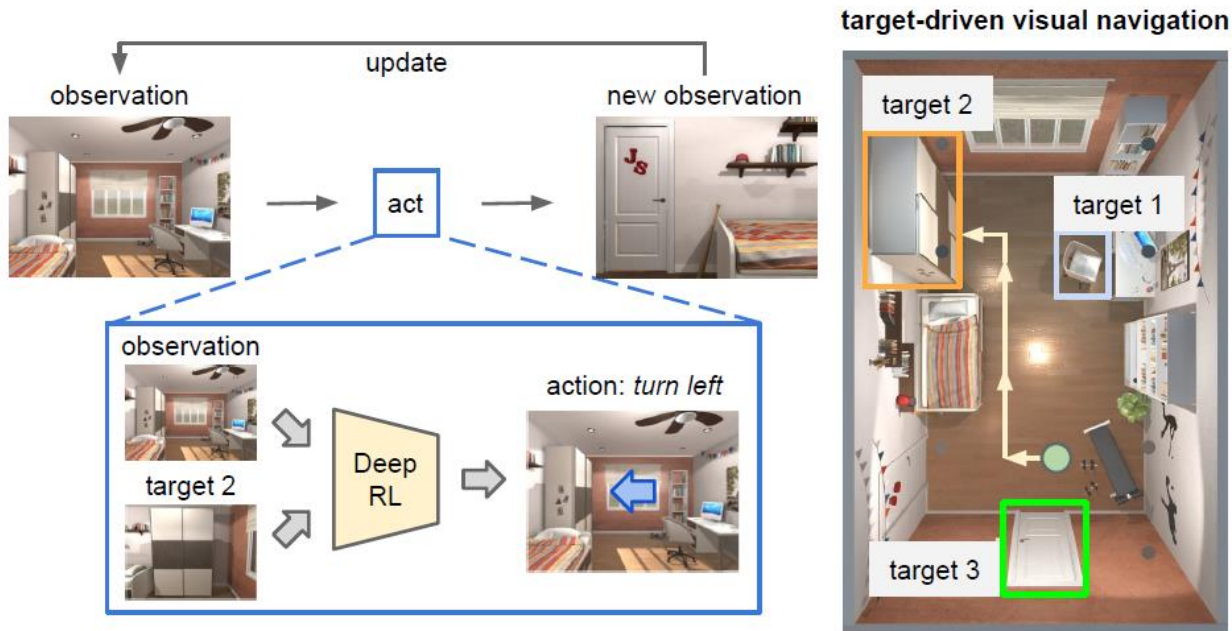 target-driven visual navigation
update
observation
new observation
JS
act
observation
target 2
Deep
RL
action: turn left
target 2
target 1
target 3